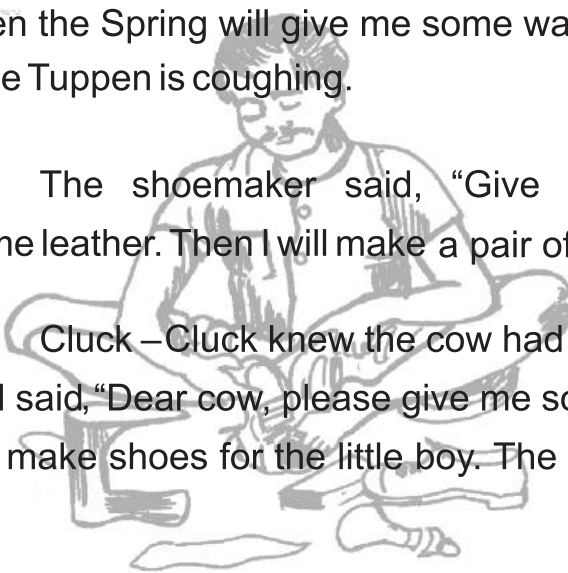 en the Spring will give me some wa
e Tuppen is coughing.
The shoemaker said, “Give
me leather. Then I will make a pair of
Cluck –Cluck knew the cow had
l said,“Dear cow, please give me so
make shoes for the little boy. The